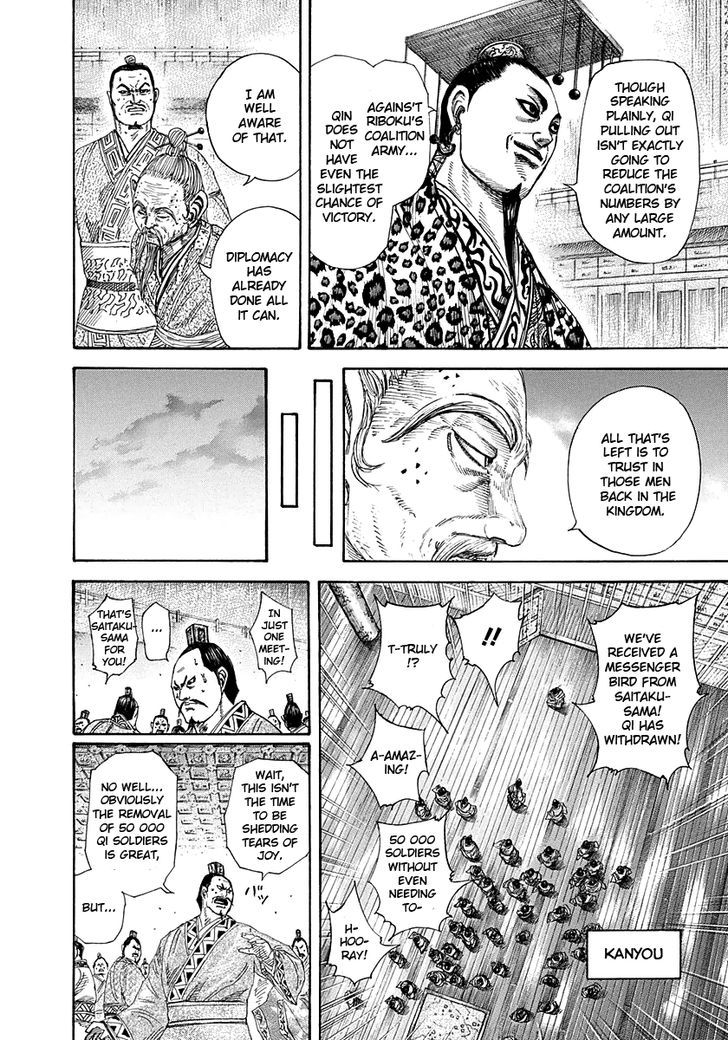 THOUGH
SPEAKING
PLAINLY, QI
PULLING OUT
ISN'T EXACTLY
GOING TO
REDUCE THE
COALITION'S
NUMBERS BY
ANY LARGE
AMOUNT.
AGAINST
RIBOKU'S
COALITION
ARMY...
QIN
DOES
NOT
HAVE
EVEN THE
SLIGHTEST
CHANCE OF
VICTORY.
I AM
WELL
AWARE
OF THAT.
DIPLOMACY
HAS
ALREADY
DONE ALL
IT CAN.
ALL THAT'S
LEFT IS TO
TRUST IN
THOSE MEN
BACK IN THE
KINGDOM.
WE'VE
RECEIVED A
MESSENGER
BIRD FROM
SAITAKU-
SAMA!
QI HAS
WITHDRAWN!
!!
T-TRULY
!?
A-AMAZ-
ING!
50 000
SOLDIERS
WITHOUT
EVEN
NEEDING
TO-
H-
HOO-
RAY!
KANYOU
IN
JUST
ONE
MEET-
ING!
...
THAT'S
SAITAKU-
SAMA
FOR
YOU!
WAIT,
THIS ISN'T
THE TIME
TO BE
SHEDDING
TEARS OF
JOY.
NO WELL...
OBVIOUSLY
THE REMOVAL
OF 50 000
QI SOLDIERS
IS GREAT,
BUT...
バッ